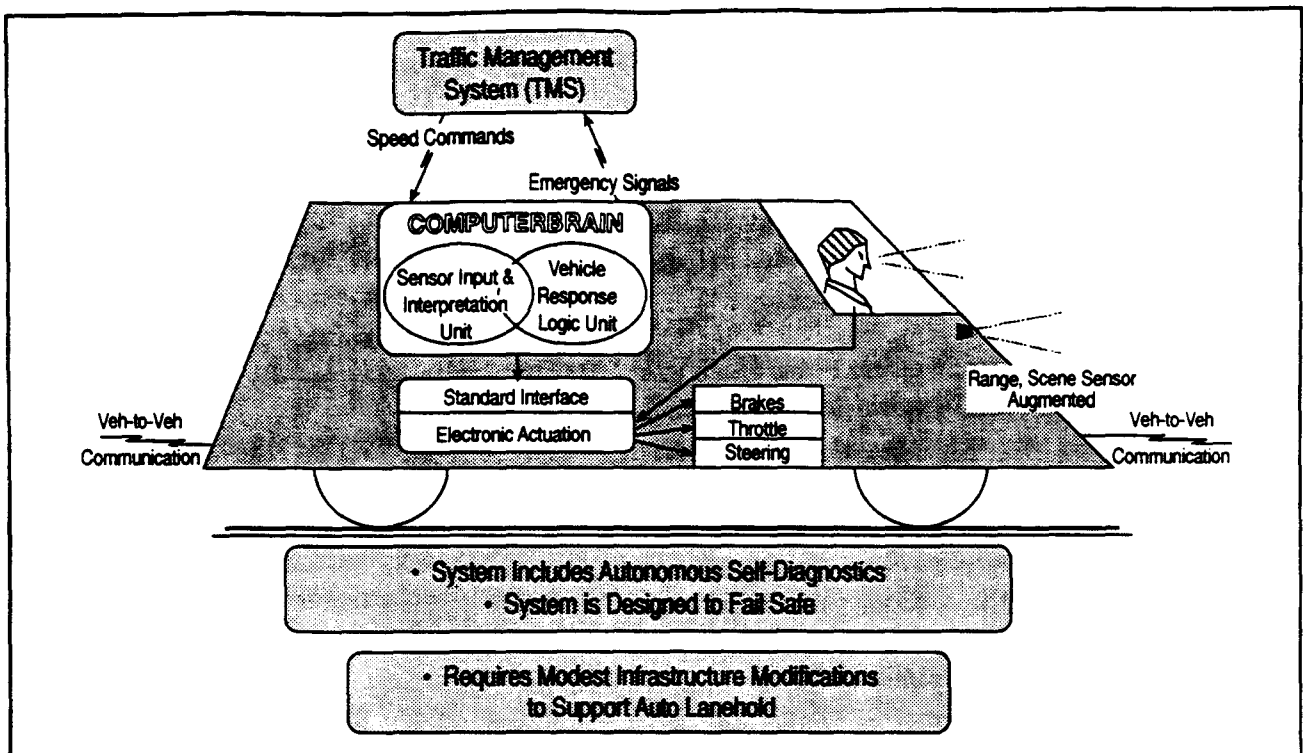 Traffic Management
System (TMS)
Speed Commands
Emergency Signals
COMPUTERBRAIN
Sensor Input &
Interpretation
Unit
Vehicle
Response
Logic Unit
Standard Interface
Electronic Actuation
Brakes
Throttle
Steering
Range, Scene Sensor
Augmented
Veh-to-Veh
Communication
Veh-to-Veh
Communication
• System Includes Autonomous Self-Diagnostics
• System is Designed to Fail Safe
• Requires Modest Infrastructure Modifications
to Support Auto Lanehold